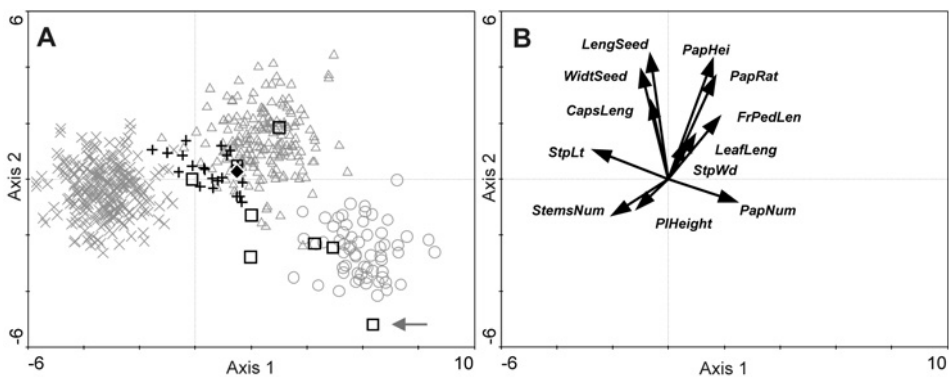 6
A
Axis 2
-6
-6
Axis 1
10
6
B
LengSeed
PapHei
WidtSeed
PapRat
CapsLeng
FrPedLen
LeafLeng
StpLt
StpWd
StemsNum
PapNum
PlHeight
Axis 2
-6
-6
Axis 1
10